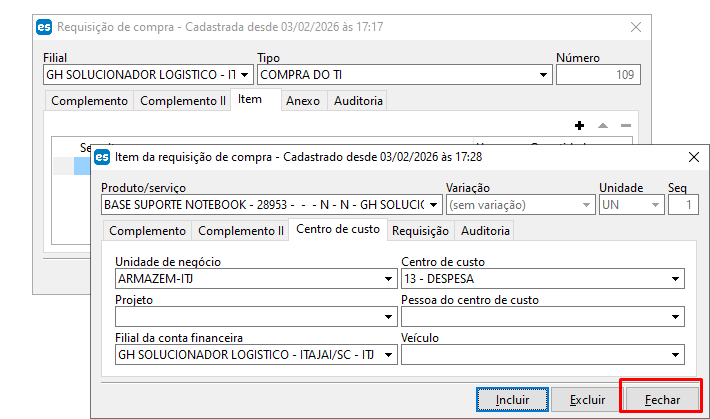 es Requisição de compra - Cadastrada desde 03/02/2026 às 17:17
Filial Tipo Número
GH SOLUCIONADOR LOGISTICO - ITJ COMPRA DO TI 109
Complemento Complemento II Item Anexo Auditoria
es Item da requisição de compra - Cadastrado desde 03/02/2026 às 17:28
Produto/serviço Variação Unidade Seq
BASE SUPORTE NOTEBOOK - 28953 - - - N - N - GH SOLUCIO (sem variação) UN 1
Complemento Complemento II Centro de custo Requisição Auditoria
Unidade de negócio Centro de custo
ARMAZEM-ITJ 13 - DESPESA
Projeto Pessoa do centro de custo
Filial da conta financeira Veículo
GH SOLUCIONADOR LOGISTICO - ITAJAI/SC - ITJ
Incluir Excluir Fechar